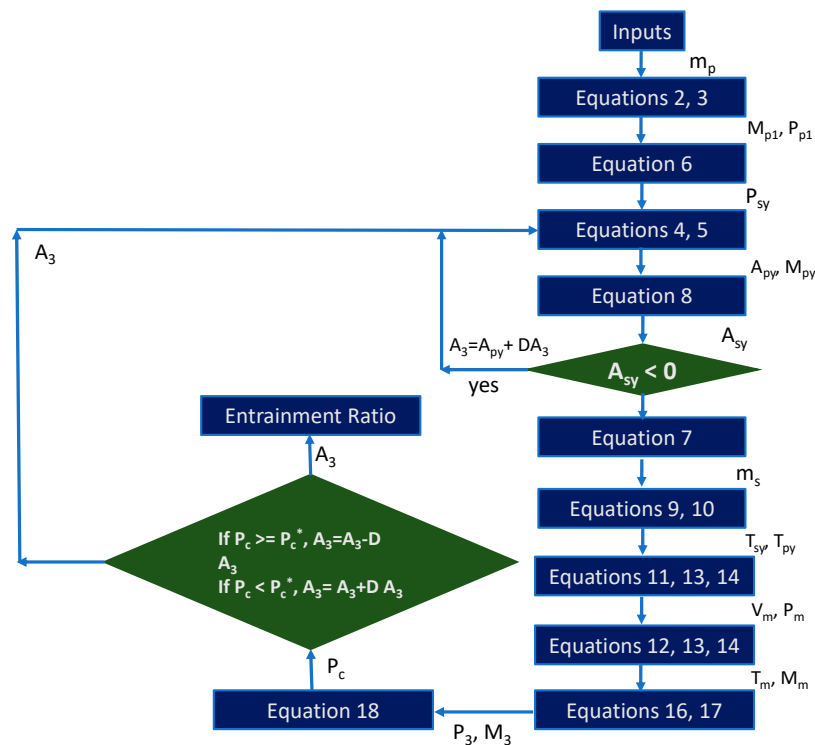 Inputs
m_p
Equations 2, 3
M_p1, P_p1
Equation 6
P_sy
Equations 4, 5
A_3
A_py, M_py
Equation 8
A_sy
A_3=A_py+ DA_3
A_sy < 0
yes
Entrainment Ratio
Equation 7
A_3
m_s
Equations 9, 10
If P_c >= P_c^*, A_3=A_3-D
A_3
If P_c < P_c^*, A_3= A_3+D A_3
T_sy, T_py
Equations 11, 13, 14
V_m, P_m
Equations 12, 13, 14
P_c
T_m, M_m
Equation 18
Equations 16, 17
P_3, M_3